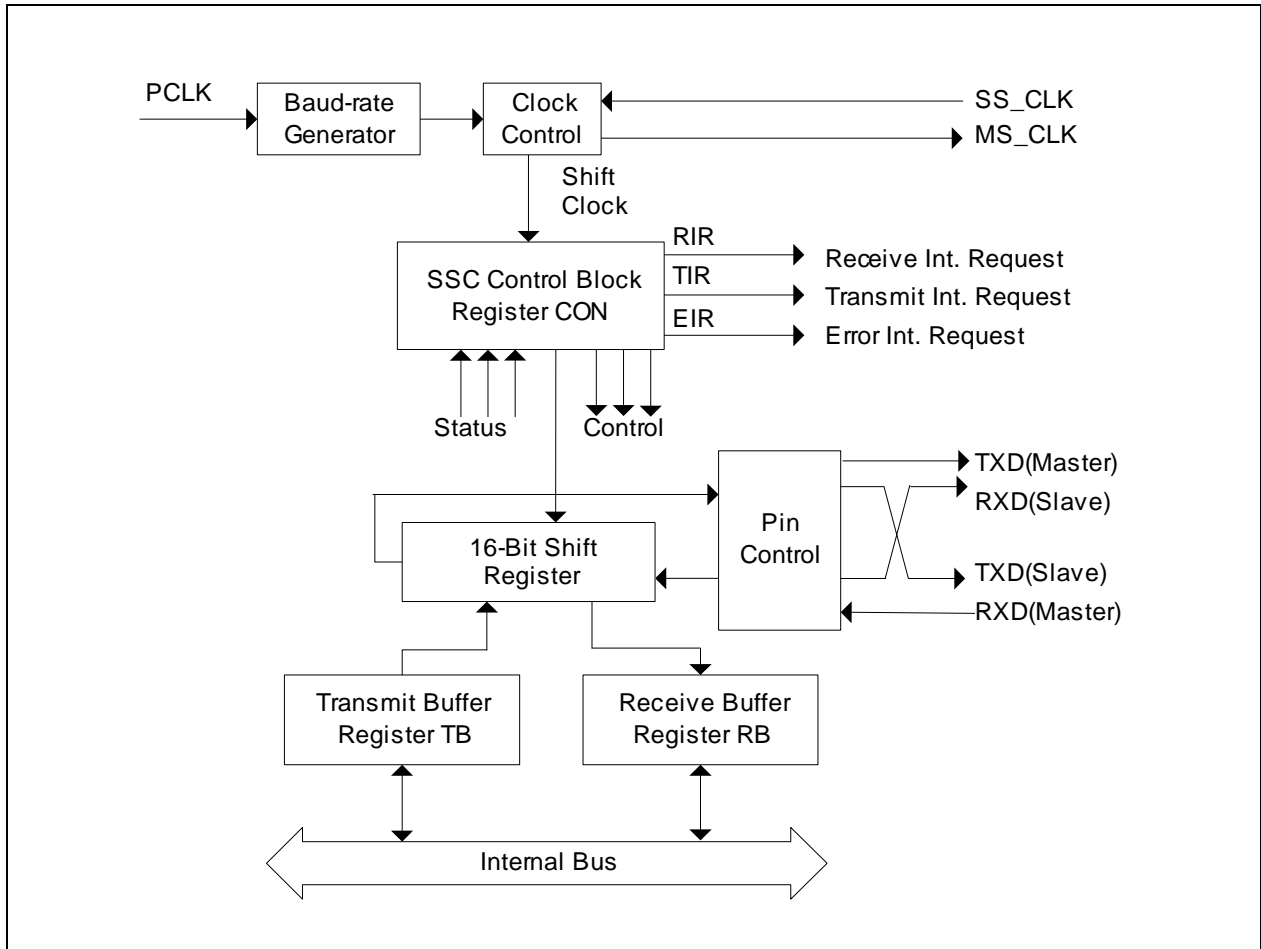 PCLK
Baud-rate
Generator
Clock
Control
SS_CLK
MS_CLK
Shift
Clock
SSC Control Block
Register CON
RIR
TIR
EIR
Receive Int. Request
Transmit Int. Request
Error Int. Request
Status
Control
16-Bit Shift
Register
Pin
Control
TXD(Master)
RXD(Slave)
TXD(Slave)
RXD(Master)
Transmit Buffer
Register TB
Receive Buffer
Register RB
Internal Bus